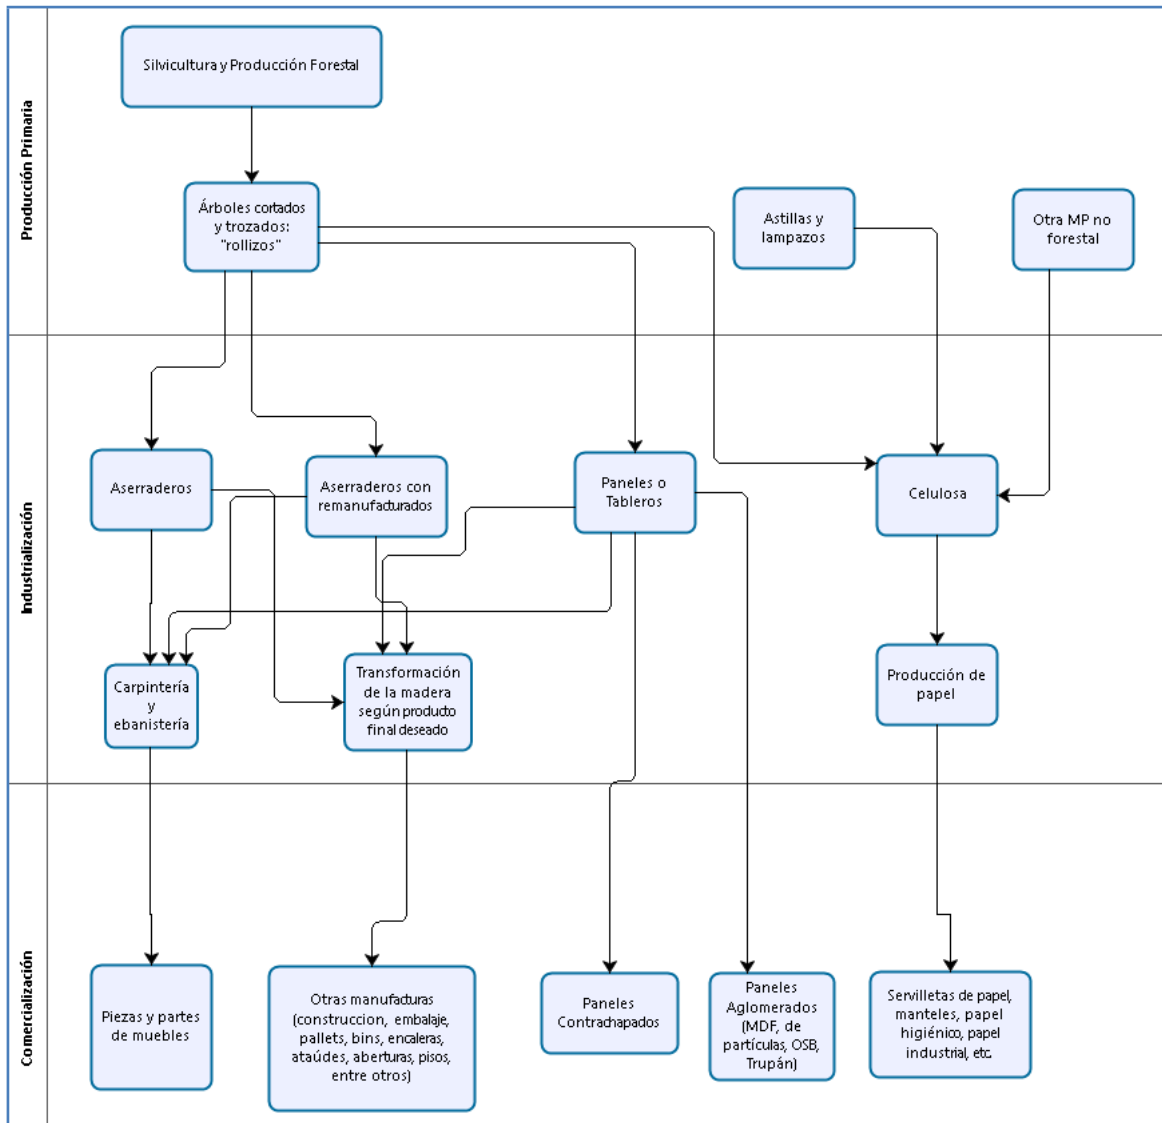 Producción Primaria
Silvicultura y Producción Forestal
Árboles cortados
y trozados:
"rollizos"
Astillas y
lampazos
Otra MP no
forestal
Industrialización
Aserraderos
Aserraderos con
remanufacturados
Paneles o
Tableros
Celulosa
Carpintería
y
ebanistería
Transformación
de la madera
según producto
final deseado
Producción de
papel
Comercialización
Piezas y partes
de muebles
Otras manufacturas
(construccion, embalaje,
pallets, bins, encaleras,
ataúdes, aberturas, pisos,
entre otros)
Paneles
Contrachapados
Paneles
Aglomerados
(MDF, de
partículas, OSB,
Trupán)
Servilletas de papel,
manteles, papel
higiénico, papel
industrial, etc.